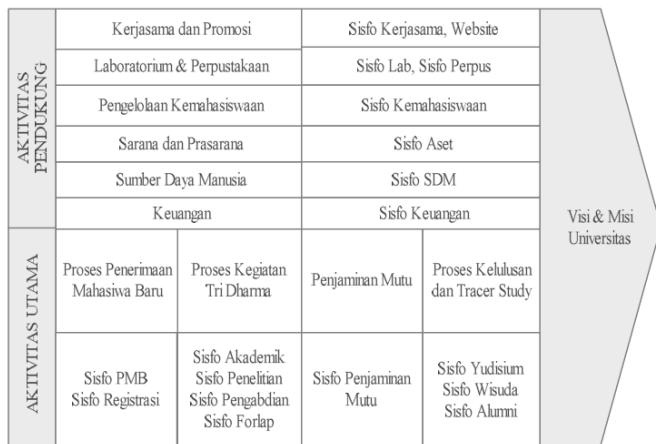 AKTIVITAS
PENDUKUNG
Kerjasama dan Promosi
Sisfo Kerjasama, Website
Laboratorium & Perpustakaan
Sisfo Lab, Sisfo Perpus
Pengelolaan Kemahasiswaan
Sisfo Kemahasiswaan
Sarana dan Prasarana
Sisfo Aset
Sumber Daya Manusia
Sisfo SDM
Keuangan
Sisfo Keuangan
Visi & Misi
Universitas
AKTIVITAS UTAMA
Proses Penerimaan
Mahasiwa Baru
Proses Kegiatan
Tri Dharma
Penjaminan Mutu
Proses Kelulusan
dan Tracer Study
Sisfo PMB
Sisfo Registrasi
Sisfo Akademik
Sisfo Penelitian
Sisfo Pengabdian
Sisfo Forlap
Sisfo Penjaminan
Mutu
Sisfo Yudisium
Sisfo Wisuda
Sisfo Alumni